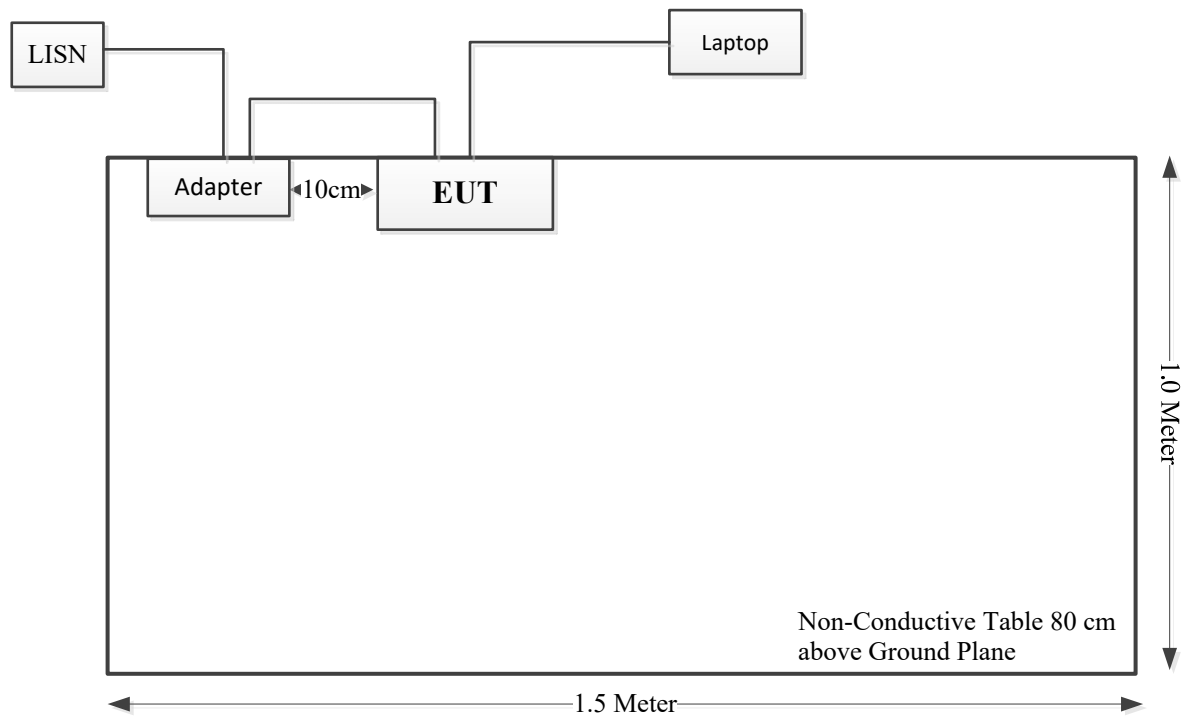 LISN
Laptop
Adapter
10cm
EUT
1.0 Meter
Non-Conductive Table 80 cm
above Ground Plane
1.5 Meter